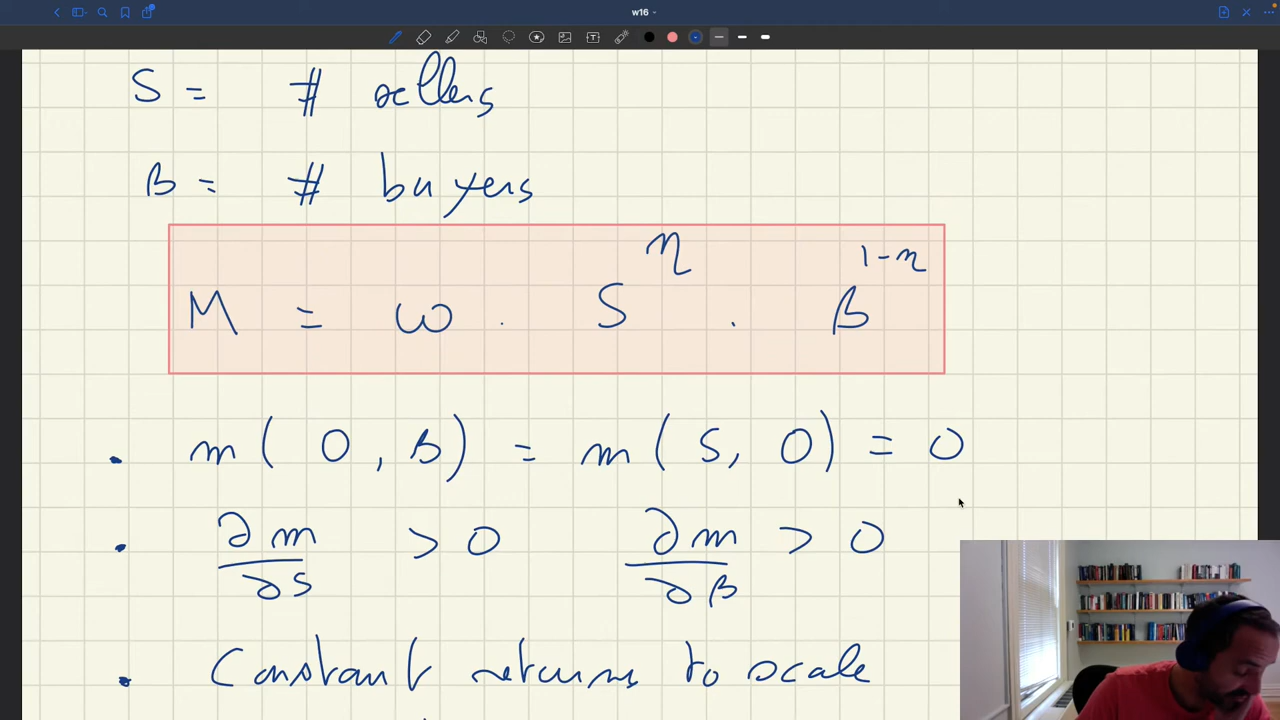 w16
S = # sellers
B = # buyers
M = ω · S^η · B^{1-η}
• m( 0 , B) = m( S, 0) = 0
• ∂m/∂S > 0 ∂m/∂B > 0
• Constant returns to scale